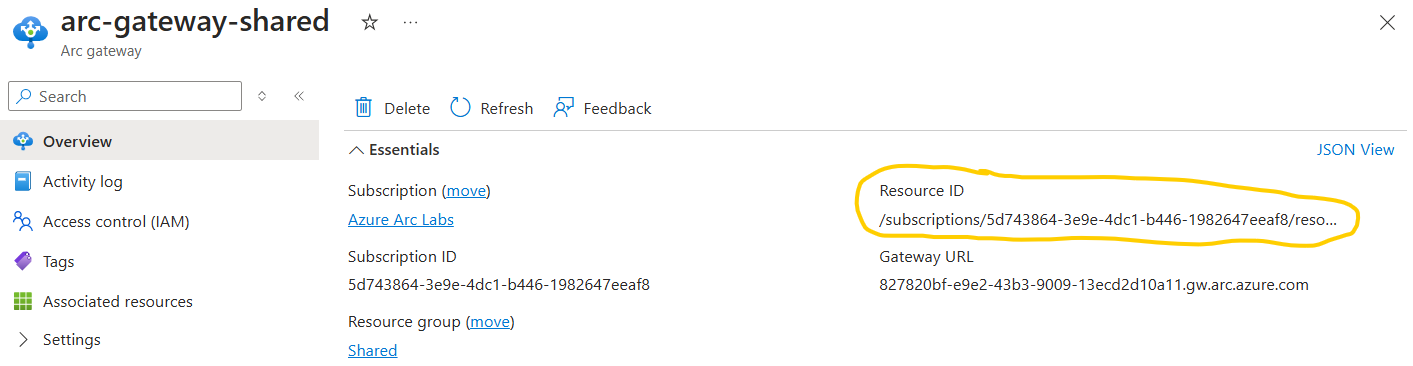 arc-gateway-shared
Arc gateway
Search
Overview
Activity log
Access control (IAM)
Tags
Associated resources
Settings
Delete Refresh Feedback
Essentials
JSON View
Subscription (move)
Azure Arc Labs
Subscription ID
5d743864-3e9e-4dc1-b446-1982647eeaf8
Resource group (move)
Shared
Resource ID
/subscriptions/5d743864-3e9e-4dc1-b446-1982647eeaf8/reso...
Gateway URL
827820bf-e9e2-43b3-9009-13ecd2d10a11.gw.arc.azure.com